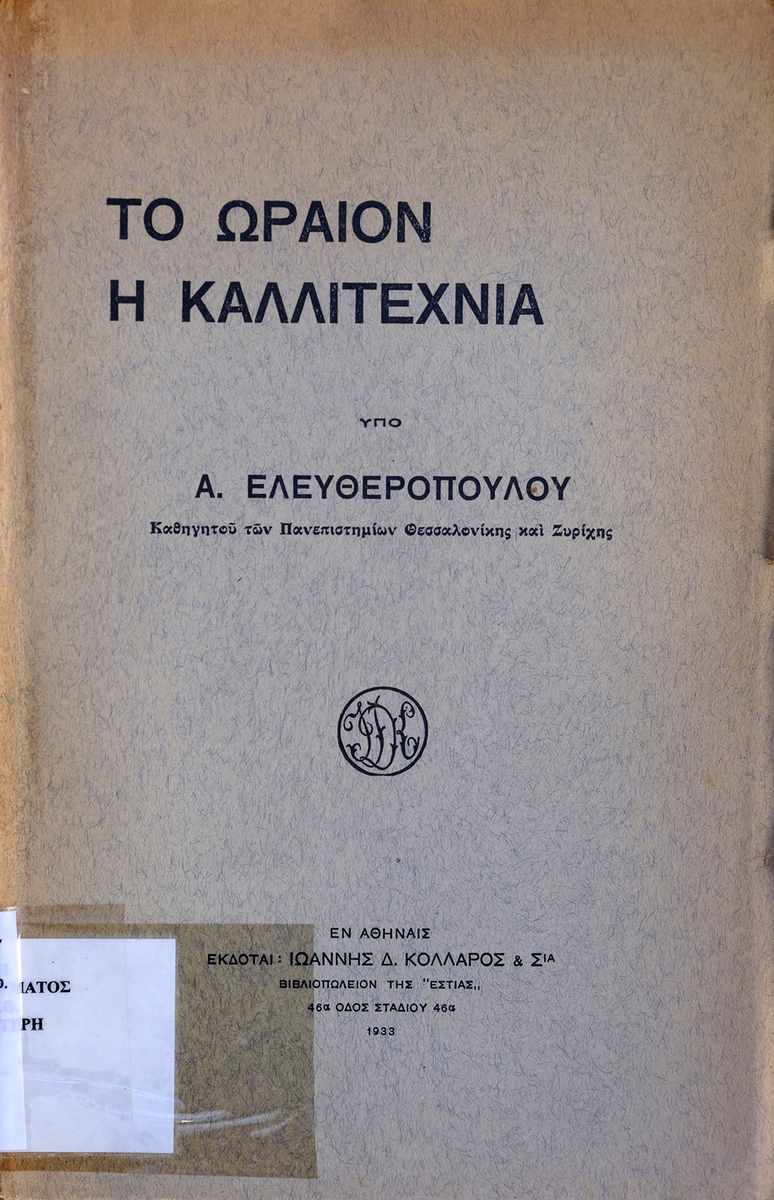 ΤΟ ΩΡΑΙΟΝ
Η ΚΑΛΛΙΤΕΧΝΙΑ
ΥΠΟ
Α. ΕΛΕΥΘΕΡΟΠΟΥΛΟΥ
Καθηγητοῦ τῶν Πανεπιστημίων Θεσσαλονίκης καὶ Ζυρίχης
ΕΝ ΑΘΗΝΑΙΣ
ΕΚΔΟΤΑΙ: ΙΩΑΝΝΗΣ Δ. ΚΟΛΛΑΡΟΣ & ΣΙΑ
ΒΙΒΛΙΟΠΩΛΕΙΟΝ ΤΗΣ "ΕΣΤΙΑΣ„
46α ΟΔΟΣ ΣΤΑΔΙΟΥ 46α
1933
ΜΑΤΟΣ
ΡΗ